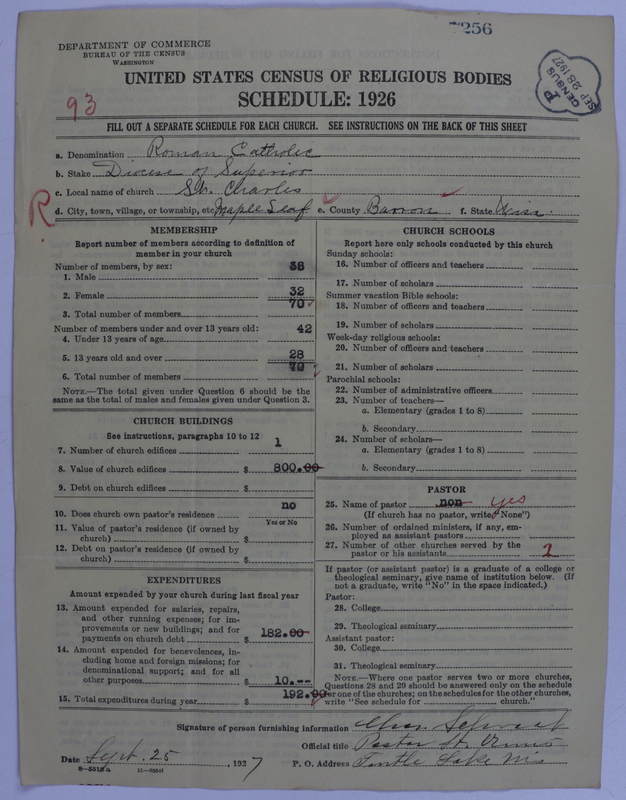 256
DEPARTMENT OF COMMERCE
BUREAU OF THE CENSUS
WASHINGTON
CENSUS
SEP 28 1927
P
UNITED STATES CENSUS OF RELIGIOUS BODIES
SCHEDULE: 1926
93
FILL OUT A SEPARATE SCHEDULE FOR EACH CHURCH. SEE INSTRUCTIONS ON THE BACK OF THIS SHEET
a. Denomination Roman Catholic
b. Stake Diocese of Superior
c. Local name of church St. Charles
R
d. City, town, village, or township, etc. Maple Leaf e. County Barron f. State Wisn.
MEMBERSHIP
Report number of members according to definition of
member in your church
Number of members, by sex:
1. Male 38
2. Female 32
3. Total number of members 70
Number of members under and over 13 years old:
4. Under 13 years of age 42
5. 13 years old and over 28
6. Total number of members 70
NOTE.—The total given under Question 6 should be
the same as the total of males and females given under Question 3.
CHURCH BUILDINGS
See instructions, paragraphs 10 to 12
7. Number of church edifices 1
8. Value of church edifices $ 800.00
9. Debt on church edifices $
10. Does church own pastor's residence no
Yes or No
11. Value of pastor's residence (if owned by
church) $
12. Debt on pastor's residence (if owned by
church) $
EXPENDITURES
Amount expended by your church during last fiscal year
13. Amount expended for salaries, repairs,
and other running expenses; for im-
provements or new buildings; and for
payments on church debt $ 182.00
14. Amount expended for benevolences, in-
cluding home and foreign missions; for
denominational support; and for all
other purposes $ 10.--
15. Total expenditures during year $ 192.00
CHURCH SCHOOLS
Report here only schools conducted by this church
Sunday schools:
16. Number of officers and teachers
17. Number of scholars
Summer vacation Bible schools:
18. Number of officers and teachers
19. Number of scholars
Week-day religious schools:
20. Number of officers and teachers
21. Number of scholars
Parochial schools:
22. Number of administrative officers
23. Number of teachers—
a. Elementary (grades 1 to 8)
b. Secondary
24. Number of scholars—
a. Elementary (grades 1 to 8)
b. Secondary
PASTOR
25. Name of pastor non yes
(If church has no pastor, write "None")
26. Number of ordained ministers, if any, em-
ployed as assistant pastors
27. Number of other churches served by the
pastor or his assistants 2
If pastor (or assistant pastor) is a graduate of a college or
theological seminary, give name of institution below. (If
not a graduate, write "No" in the space indicated.)
Pastor:
28. College
29. Theological seminary
Assistant pastor:
30. College
31. Theological seminary
NOTE.—Where one pastor serves two or more churches,
Questions 28 and 29 should be answered only on the schedule
for one of the churches; on the schedules for the other churches,
write "See schedule for church."
Signature of person furnishing information Chas.
Official title Pastor St. Anns
Date Sept. 25, 1927 P. O. Address Turtle Lake Wis